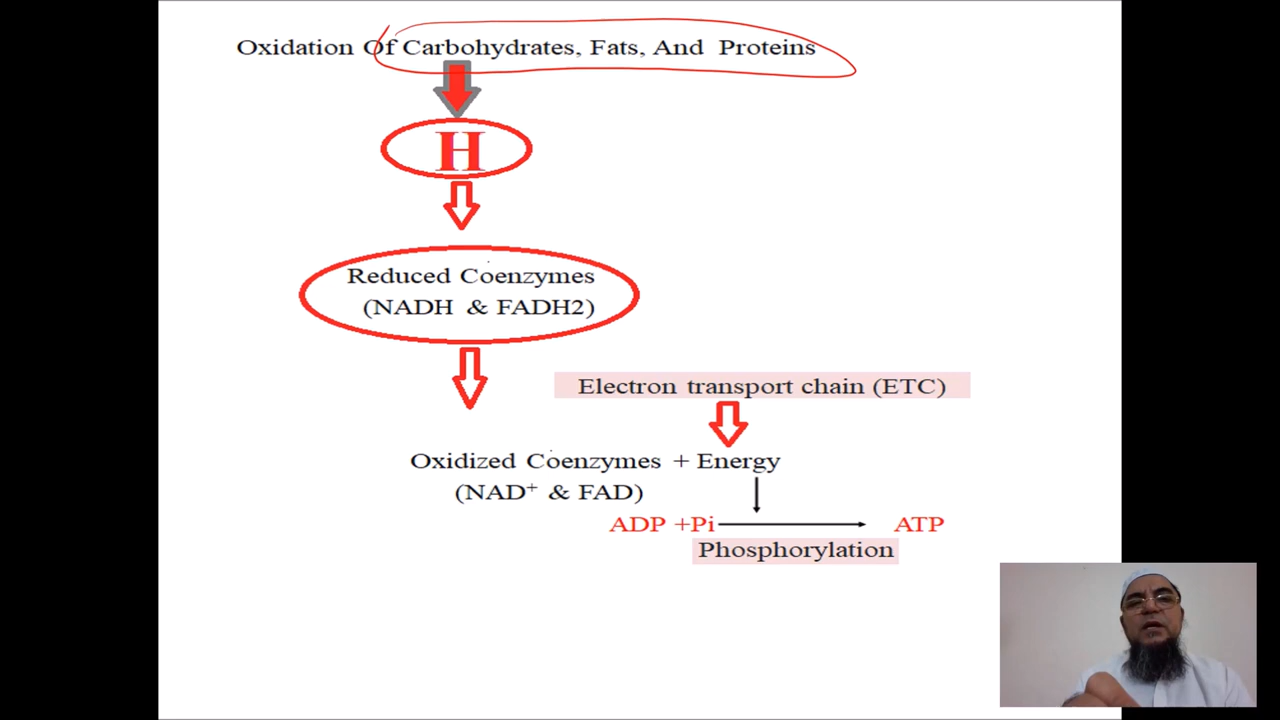 Oxidation Of Carbohydrates, Fats, And Proteins
H
Reduced Coenzymes
(NADH & FADH2)
Electron transport chain (ETC)
Oxidized Coenzymes + Energy
(NAD⁺ & FAD)
ADP +Pi ATP
Phosphorylation